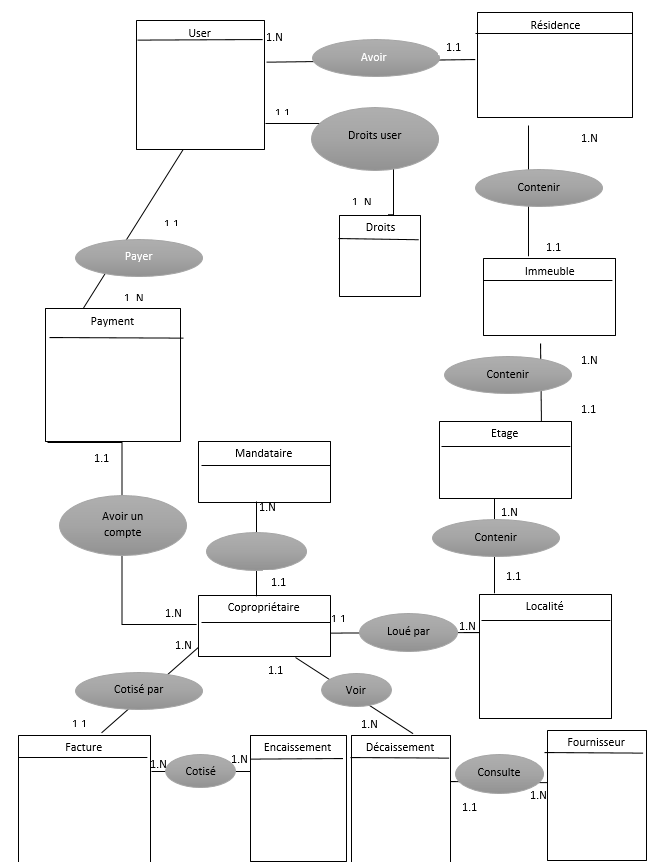 User
Résidence
1.N
Avoir
1.1
1 1
Droits user
1.N
Contenir
1 N
Droits
1 1
Payer
1.1
Immeuble
1 N
Payment
Contenir
1.N
1.1
Etage
1.1
Mandataire
Avoir un
compte
1.N
1.N
Contenir
1.1
1.1
1.N
Copropriétaire
Localité
1 1
Loué par
1.N
1.N
1.1
Cotisé par
Voir
1 1
1.N
Facture
Encaissement
Décaissement
Fournisseur
1.N
Cotisé
1.N
Consulte
1.1
1.N